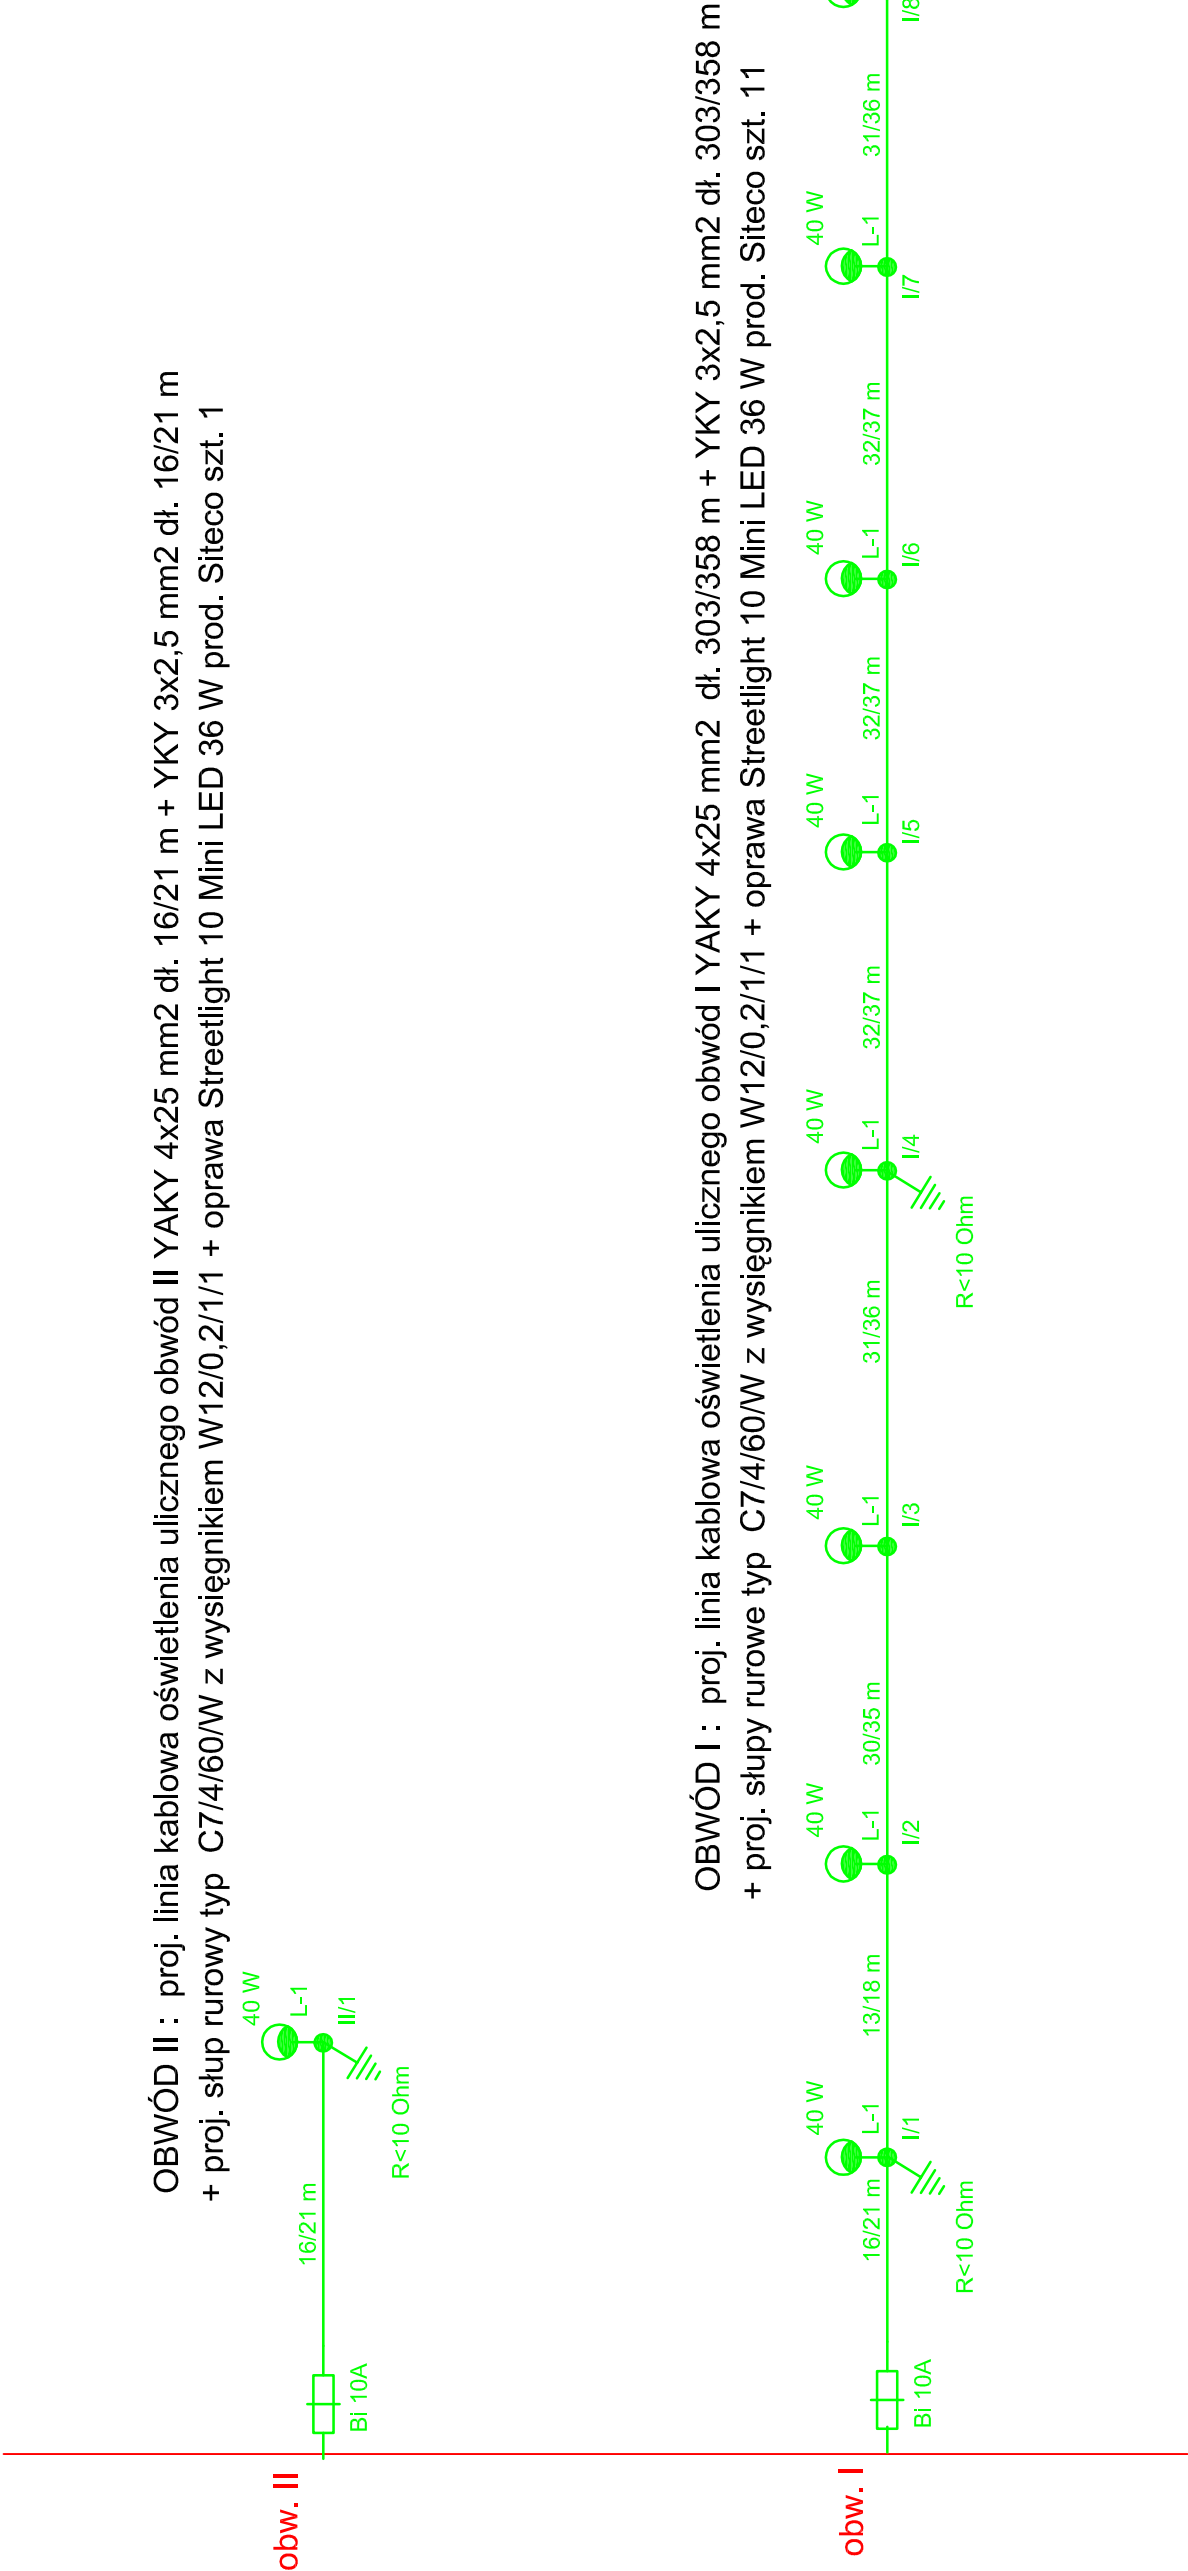 OBWÓD II :  proj. linia kablowa oświetlenia ulicznego obwód II YAKY 4x25 mm2 dł. 16/21 m + YKY 3x2,5 mm2 dł. 16/21 m
+ proj. słup rurowy typ  C7/4/60/W z wysięgnikiem W12/0,2/1/1 + oprawa Streetlight 10 Mini LED 36 W prod. Siteco szt. 1
40 W
L-1
II/1
16/21 m
R<10 Ohm
Bi 10A
obw. II
OBWÓD I :  proj. linia kablowa oświetlenia ulicznego obwód I YAKY 4x25 mm2  dł. 303/358 m + YKY 3x2,5 mm2 dł. 303/358 m
+ proj. słupy rurowe typ  C7/4/60/W z wysięgnikiem W12/0,2/1/1 + oprawa Streetlight 10 Mini LED 36 W prod. Siteco szt. 11
obw. I
Bi 10A
16/21 m
40 W
L-1
I/1
R<10 Ohm
13/18 m
40 W
L-1
I/2
30/35 m
40 W
L-1
I/3
31/36 m
40 W
L-1
I/4
R<10 Ohm
32/37 m
40 W
L-1
I/5
32/37 m
40 W
L-1
I/6
32/37 m
40 W
L-1
I/7
31/36 m
I/8